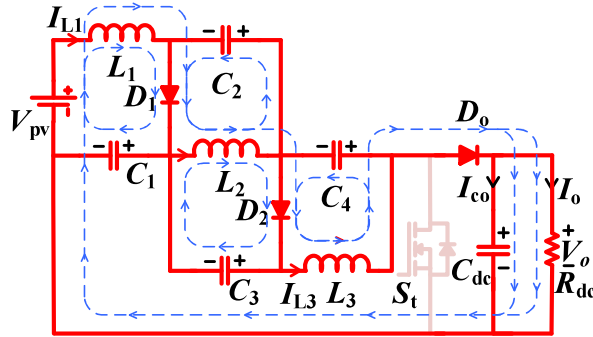 I_L1
L_1
C_2
D_1
D_o
V_pv
C_1
L_2
C_4
I_co
I_o
D_2
C_3
I_L3
L_3
S_t
C_dc
V_o
R_dc